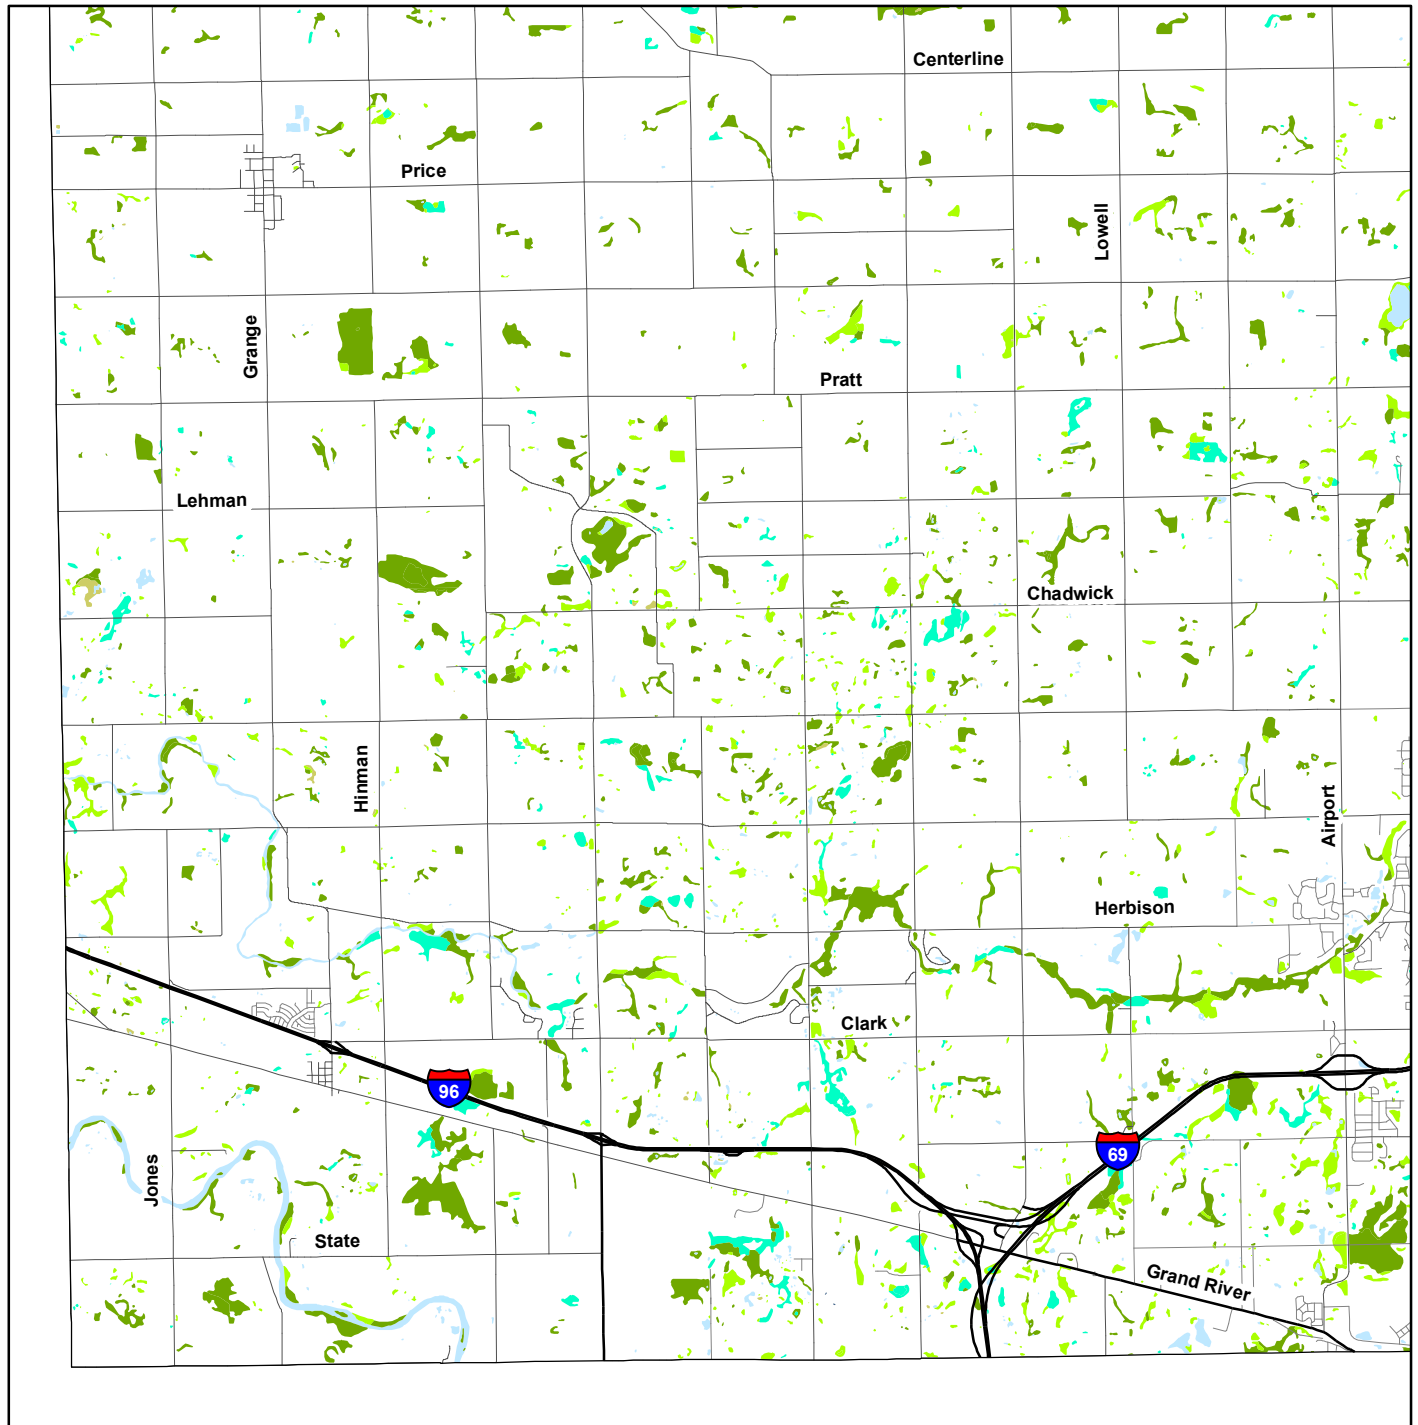 Centerline
Price
Lowell
Grange
Pratt
Lehman
Chadwick
Hinman
Airport
Herbison
Clark
96
69
Jones
State
Grand River